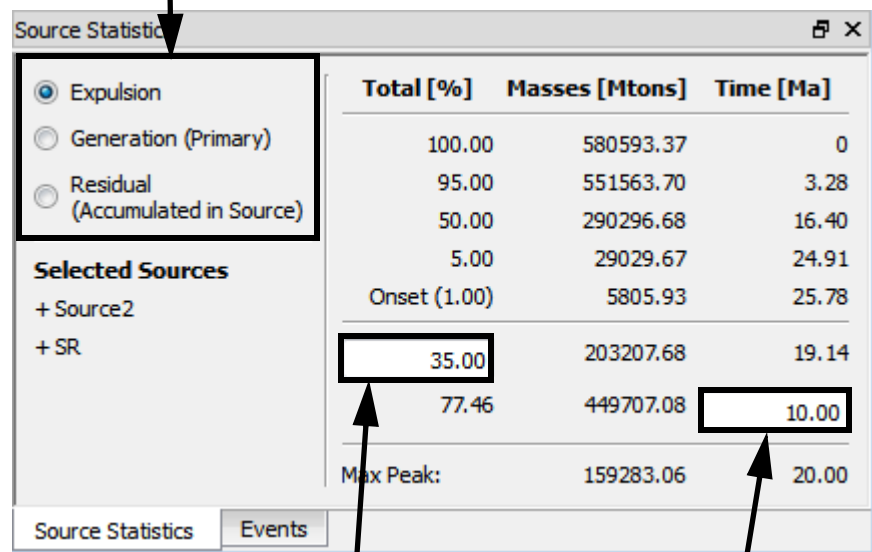 Source Statistic
Expulsion
Generation (Primary)
Residual
(Accumulated in Source)
Selected Sources
+ Source2
+ SR
Total [%] Masses [Mtons] Time [Ma]
100.00 580593.37 0
95.00 551563.70 3.28
50.00 290296.68 16.40
5.00 29029.67 24.91
Onset (1.00) 5805.93 25.78
35.00 203207.68 19.14
77.46 449707.08 10.00
Max Peak: 159283.06 20.00
Source Statistics Events